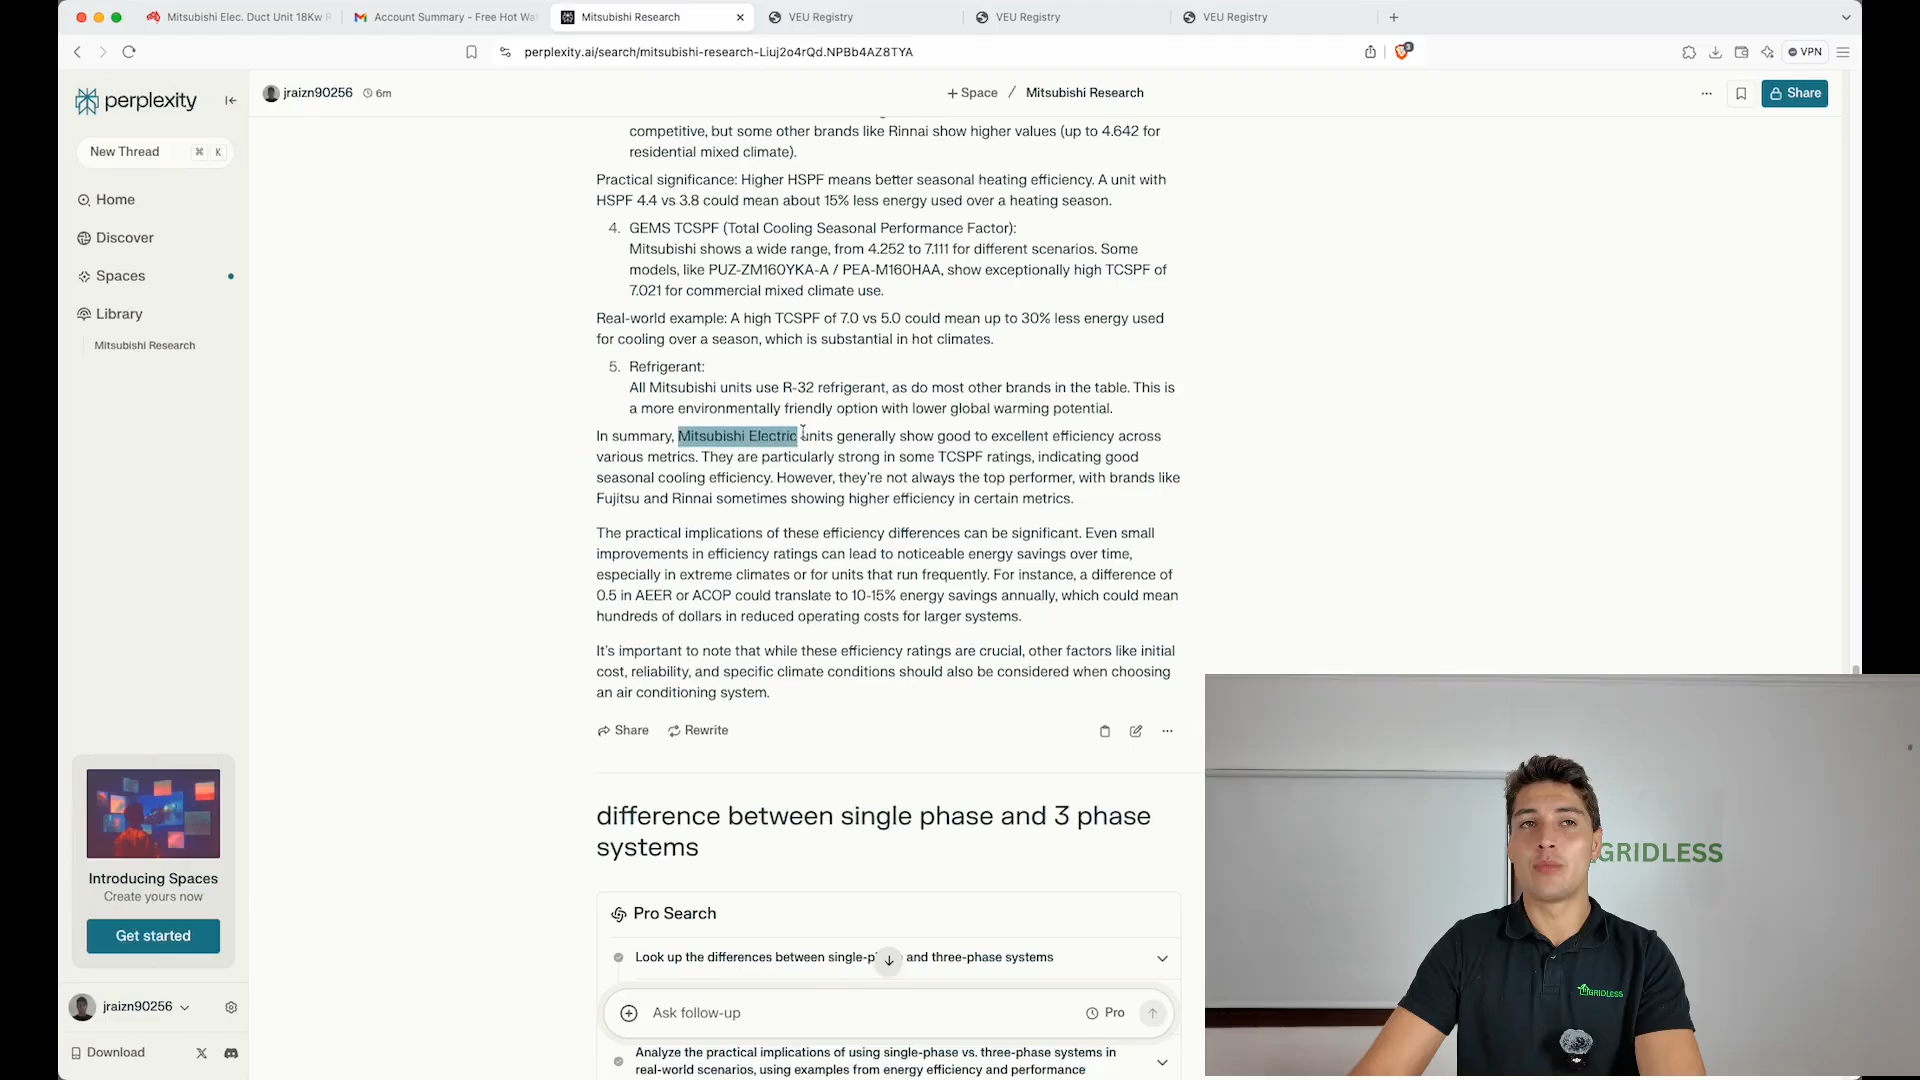 Mitsubishi Elec. Duct Unit 18Kw
Account Summary - Free Hot Wa
Mitsubishi Research
VEU Registry
VEU Registry
VEU Registry
perplexity.ai/search/mitsubishi-research-Liuj2o4rQd.NPBb4AZ8TYA
VPN
perplexity
jraizn90256
6m
+ Space / Mitsubishi Research
Share
New Thread
⌘ K
Home
Discover
Spaces
Library
Mitsubishi Research
competitive, but some other brands like Rinnai show higher values (up to 4.642 for
residential mixed climate).
Practical significance: Higher HSPF means better seasonal heating efficiency. A unit with
HSPF 4.4 vs 3.8 could mean about 15% less energy used over a heating season.
4. GEMS TCSPF (Total Cooling Seasonal Performance Factor):
Mitsubishi shows a wide range, from 4.252 to 7.111 for different scenarios. Some
models, like PUZ-ZM160YKA-A / PEA-M160HAA, show exceptionally high TCSPF of
7.021 for commercial mixed climate use.
Real-world example: A high TCSPF of 7.0 vs 5.0 could mean up to 30% less energy used
for cooling over a season, which is substantial in hot climates.
5. Refrigerant:
All Mitsubishi units use R-32 refrigerant, as do most other brands in the table. This is
a more environmentally friendly option with lower global warming potential.
In summary, Mitsubishi Electric units generally show good to excellent efficiency across
various metrics. They are particularly strong in some TCSPF ratings, indicating good
seasonal cooling efficiency. However, they're not always the top performer, with brands like
Fujitsu and Rinnai sometimes showing higher efficiency in certain metrics.
The practical implications of these efficiency differences can be significant. Even small
improvements in efficiency ratings can lead to noticeable energy savings over time,
especially in extreme climates or for units that run frequently. For instance, a difference of
0.5 in AEER or ACOP could translate to 10-15% energy savings annually, which could mean
hundreds of dollars in reduced operating costs for larger systems.
It's important to note that while these efficiency ratings are crucial, other factors like initial
cost, reliability, and specific climate conditions should also be considered when choosing
an air conditioning system.
Share
Rewrite
difference between single phase and 3 phase
systems
Pro Search
Look up the differences between single-p and three-phase systems
Ask follow-up
Pro
Analyze the practical implications of using single-phase vs. three-phase systems in
real-world scenarios, using examples from energy efficiency and performance
Introducing Spaces
Create yours now
Get started
jraizn90256
Download
GRIDLESS
GRIDLESS